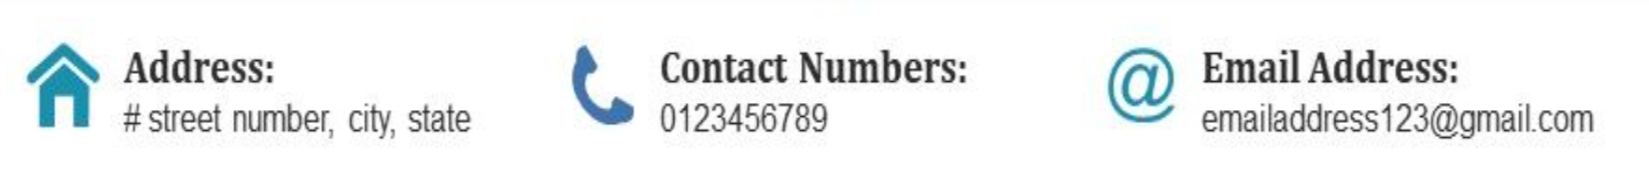 Address:
# street number, city, state
Contact Numbers:
0123456789
@
Email Address:
emailaddress123@gmail.com